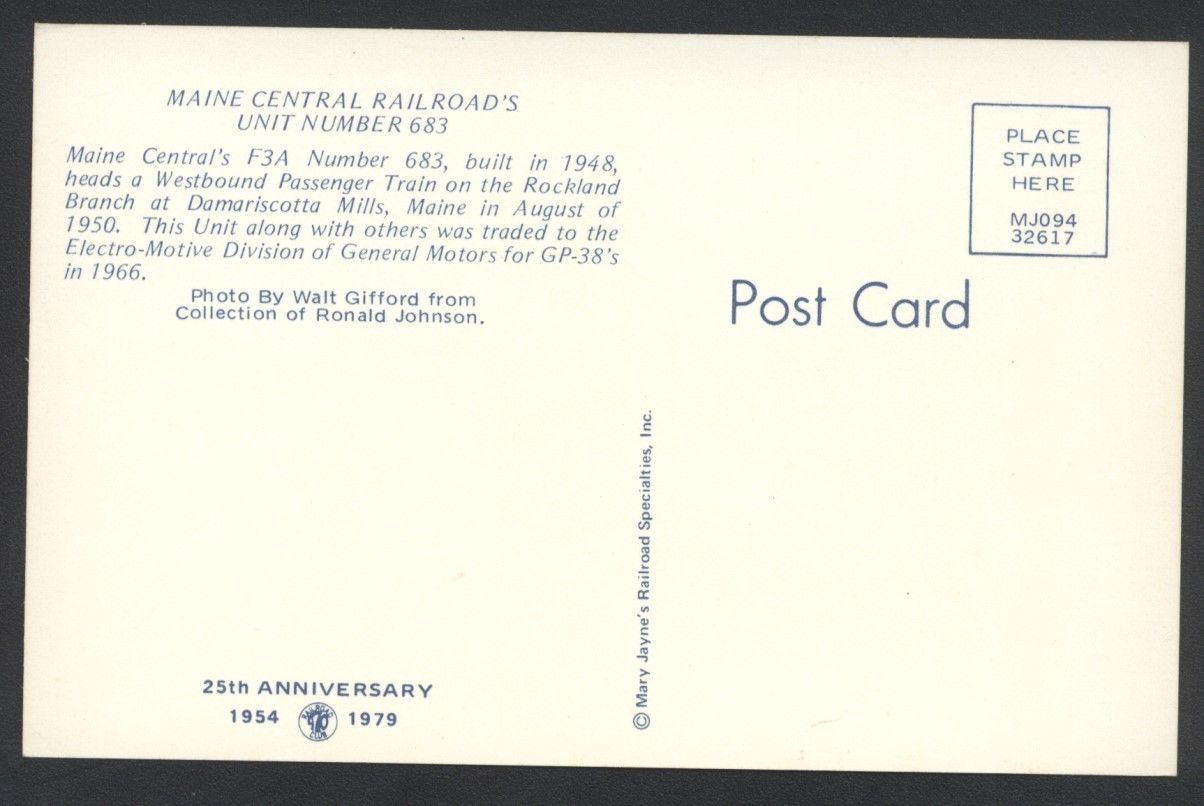 MAINE CENTRAL RAILROAD'S
UNIT NUMBER 683
Maine Central's F3A Number 683, built in 1948,
heads a Westbound Passenger Train on the Rockland
Branch at Damariscotta Mills, Maine in August of
1950. This Unit along with others was traded to the
Electro-Motive Division of General Motors for GP-38's
in 1966.
Photo By Walt Gifford from
Collection of Ronald Johnson.
PLACE
STAMP
HERE
MJ094
32617
Post Card
© Mary Jayne's Railroad Specialties, Inc.
25th ANNIVERSARY
1954 1979
RAILROAD
CLUB